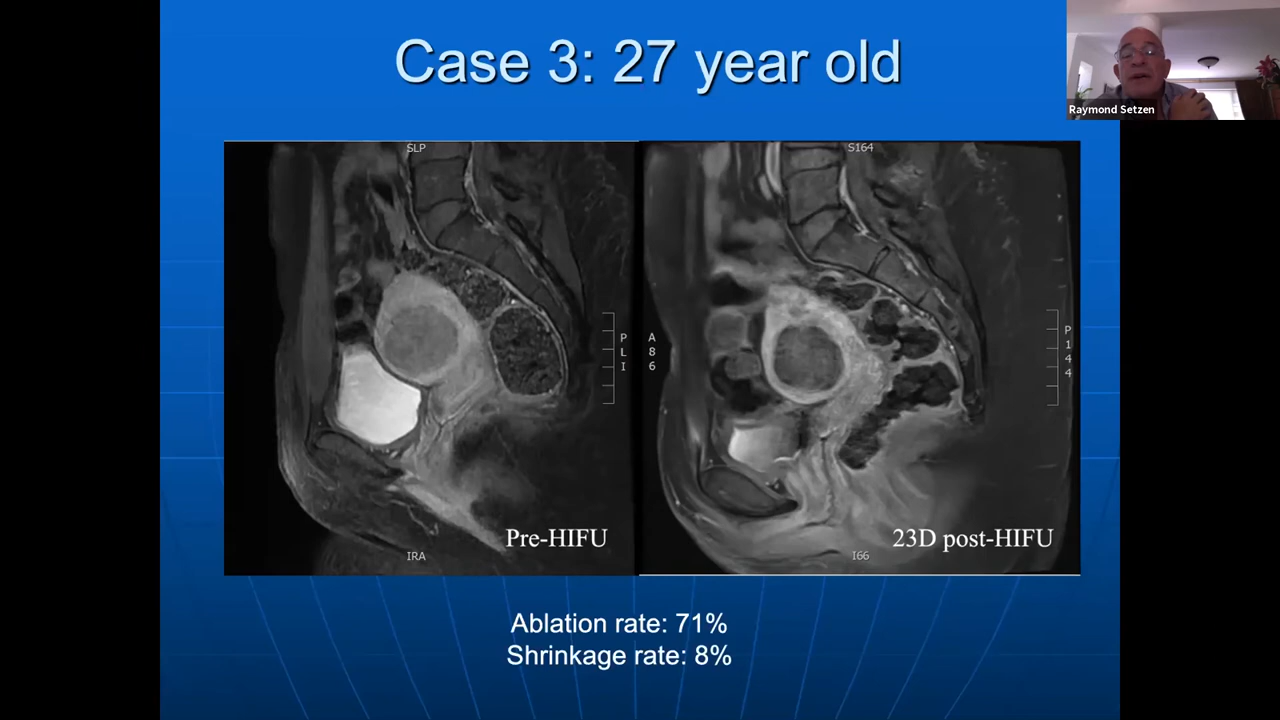 Case 3: 27 year old
Raymond Setzen
SLP
S164
P
L
I
A
8
6
P
1
4
4
Pre-HIFU
23D post-HIFU
IRA
I66
Ablation rate: 71%
Shrinkage rate: 8%